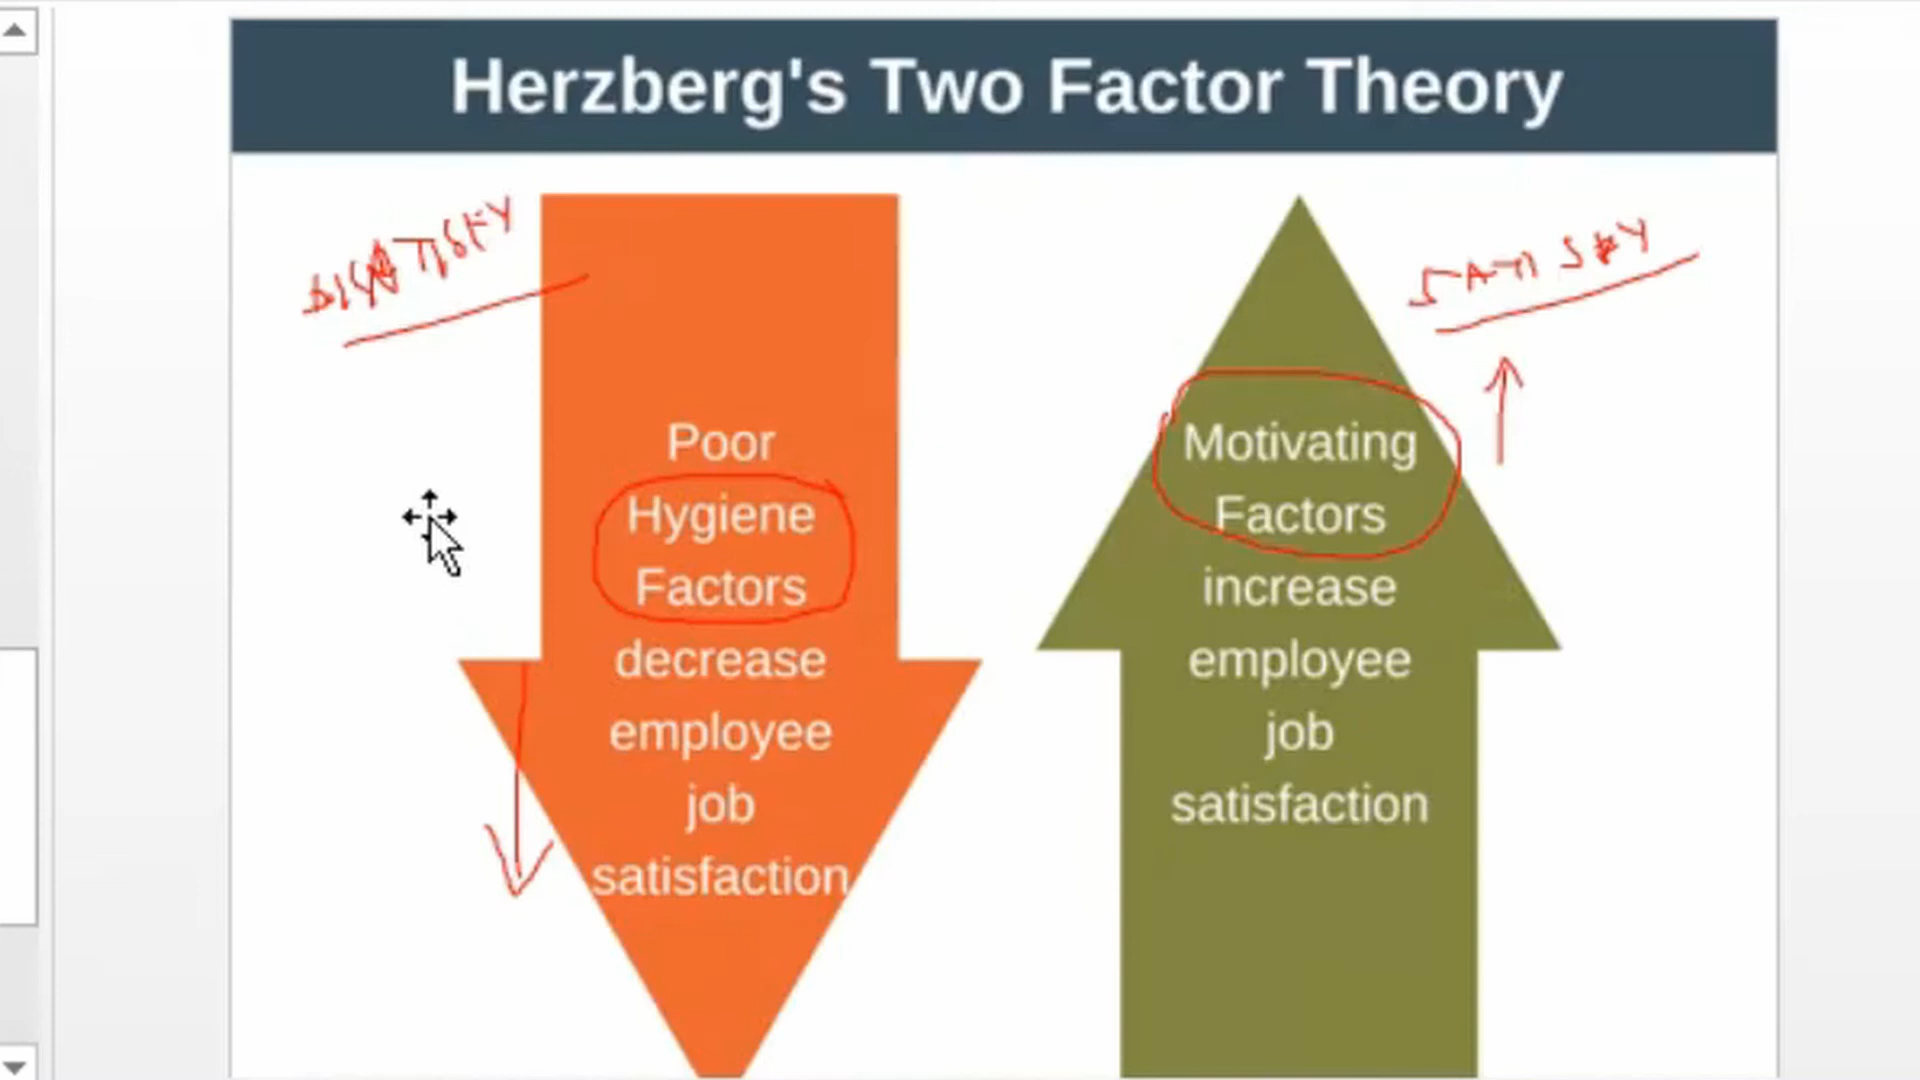 Herzberg's Two Factor Theory
Poor
Hygiene
Factors
decrease
employee
job
satisfaction
Motivating
Factors
increase
employee
job
satisfaction